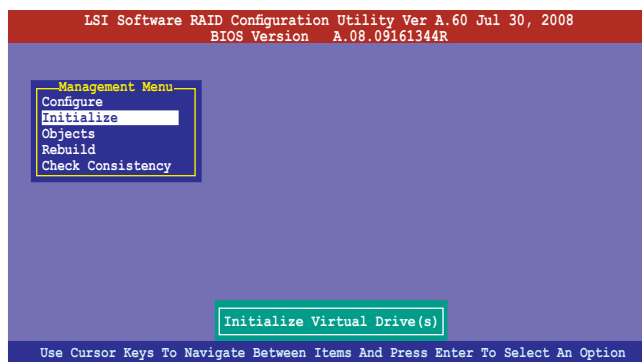 LSI Software RAID Configuration Utility Ver A.60 Jul 30, 2008
BIOS Version A.08.09161344R
Management Menu
Configure
Initialize
Objects
Rebuild
Check Consistency
Initialize Virtual Drive(s)
Use Cursor Keys To Navigate Between Items And Press Enter To Select An Option